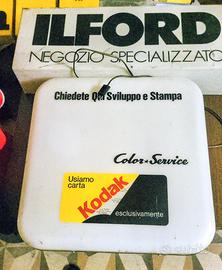 ILFORD
NEGOZIO SPECIALIZZATO
Chiedete Qui Sviluppo e Stampa
Color-Service
Usiamo
carta
Kodak
esclusivamente